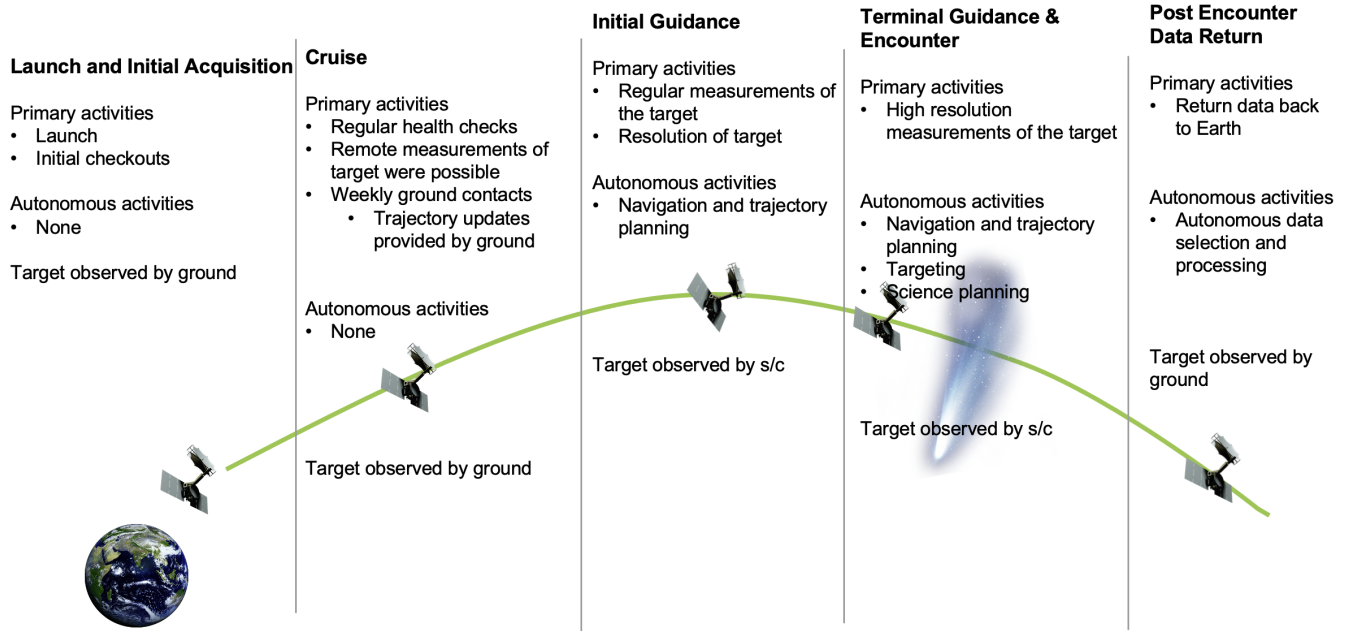 Launch and Initial Acquisition
Primary activities
• Launch
• Initial checkouts
Autonomous activities
• None
Target observed by ground
Cruise
Primary activities
• Regular health checks
• Remote measurements of
target were possible
• Weekly ground contacts
• Trajectory updates
provided by ground
Autonomous activities
• None
Target observed by ground
Initial Guidance
Primary activities
• Regular measurements of
the target
• Resolution of target
Autonomous activities
• Navigation and trajectory
planning
Target observed by s/c
Terminal Guidance &
Encounter
Primary activities
• High resolution
measurements of the target
Autonomous activities
• Navigation and trajectory
planning
• Targeting
• Science planning
Target observed by s/c
Post Encounter
Data Return
Primary activities
• Return data back
to Earth
Autonomous activities
• Autonomous data
selection and
processing
Target observed by
ground